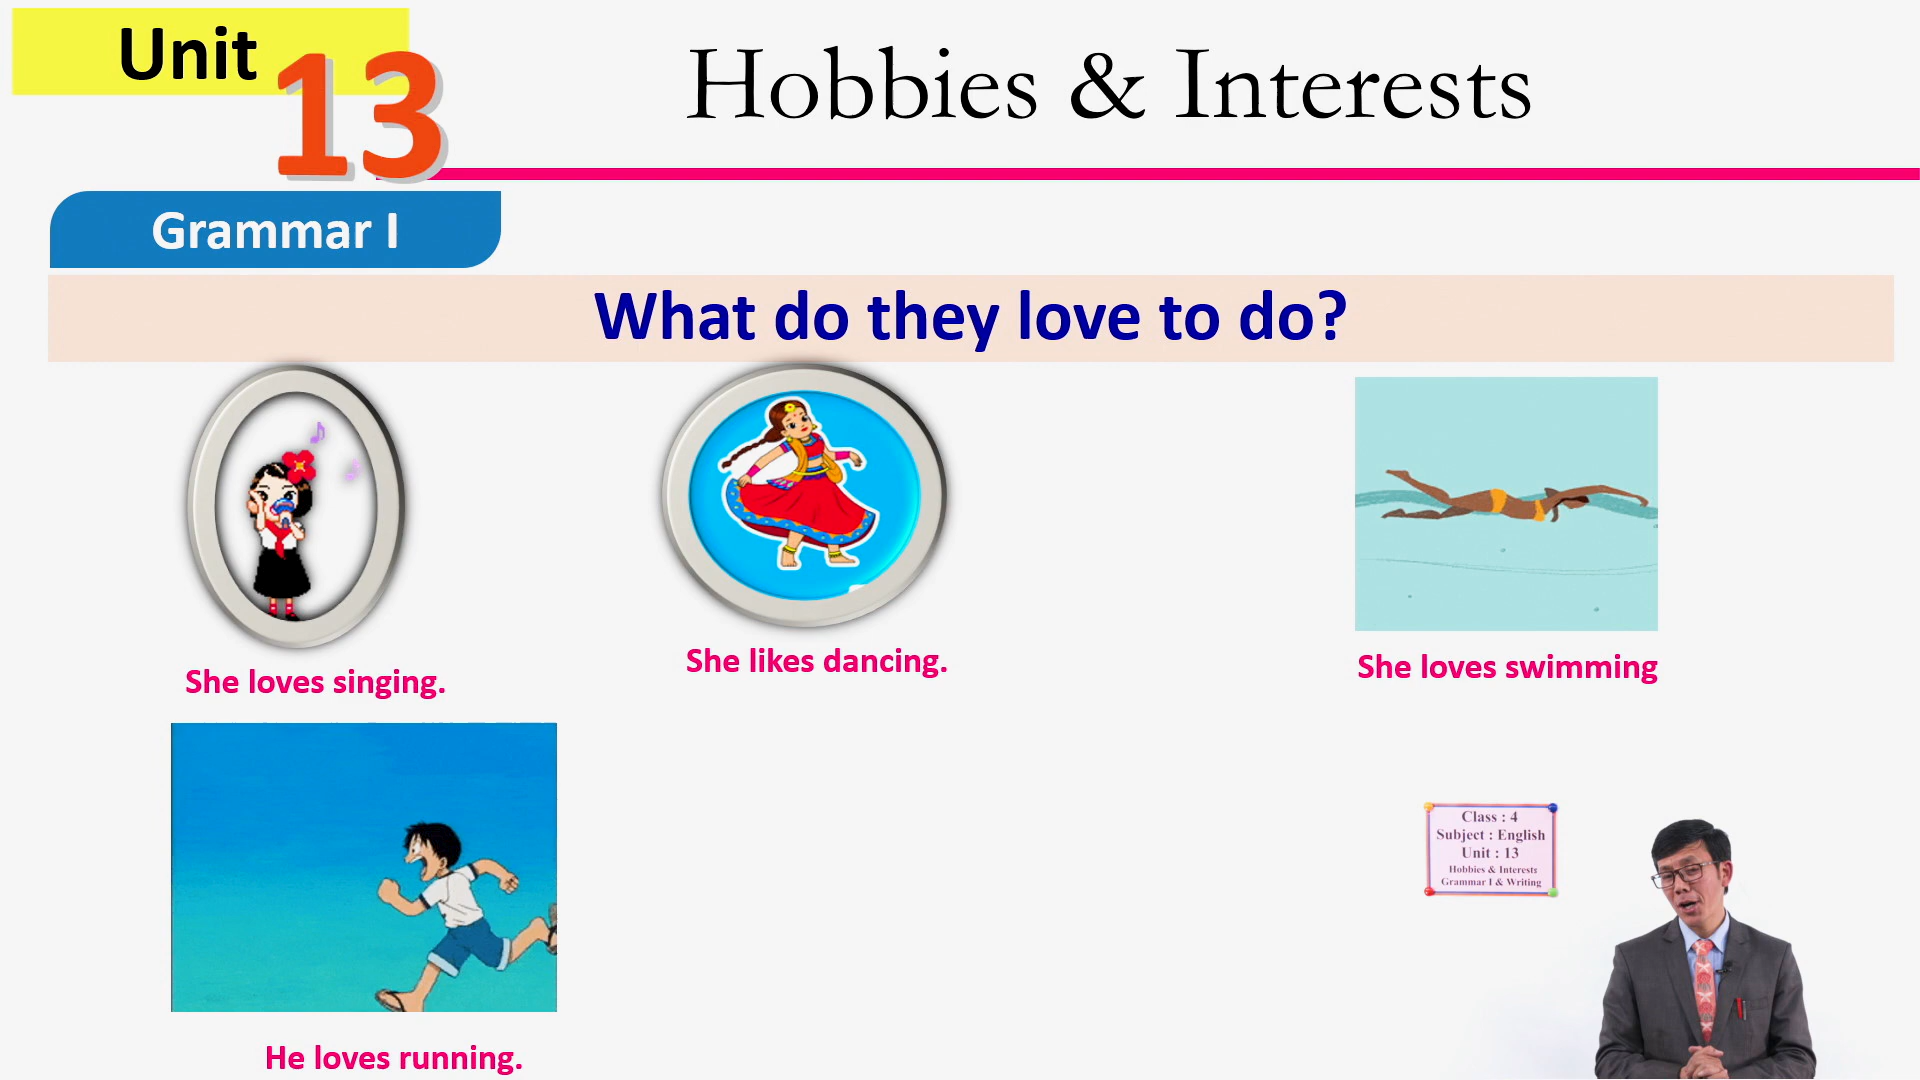 Unit 13
Hobbies & Interests
Grammar I
What do they love to do?
She loves singing.
She likes dancing.
She loves swimming
He loves running.
Class : 4
Subject : English
Unit : 13
Hobbies & Interests
Grammar I & Writing